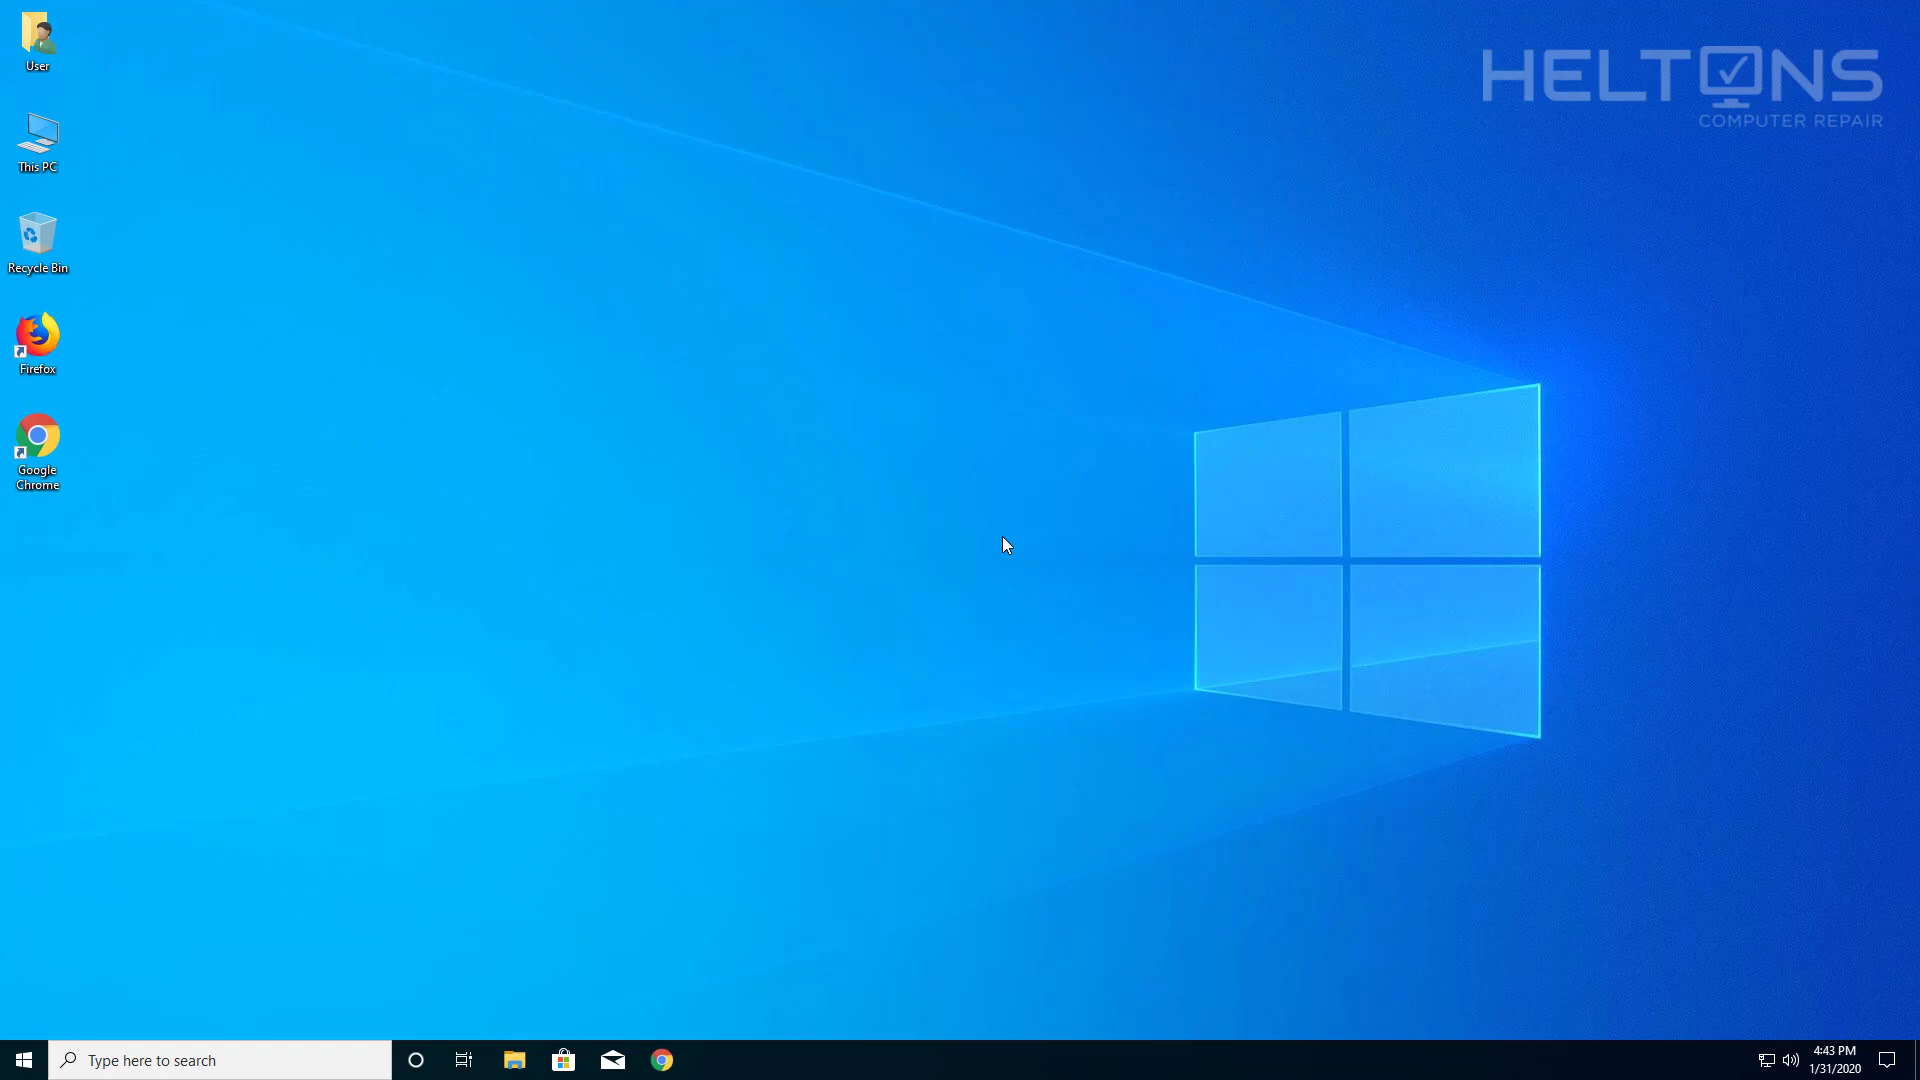 User
HELTONS
COMPUTER REPAIR
This PC
Recycle Bin
Firefox
Google
Chrome
Type here to search
4:43 PM
1/31/2020